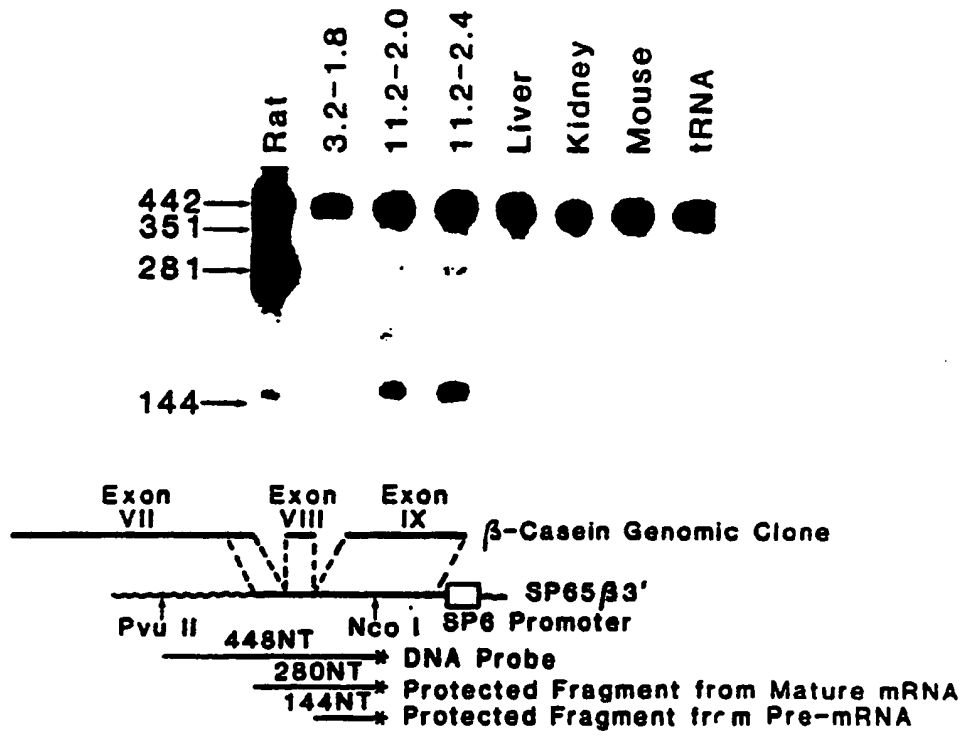 Rat 3.2-1.8 11.2-2.0 11.2-2.4 Liver Kidney Mouse tRNA
442
351
281
144
Exon VII
Exon VIII
Exon IX
β-Casein Genomic Clone
SP65β3'
Pvu II
Nco I
SP6 Promoter
448NT
* DNA Probe
280NT
* Protected Fragment from Mature mRNA
144NT
* Protected Fragment from Pre-mRNA